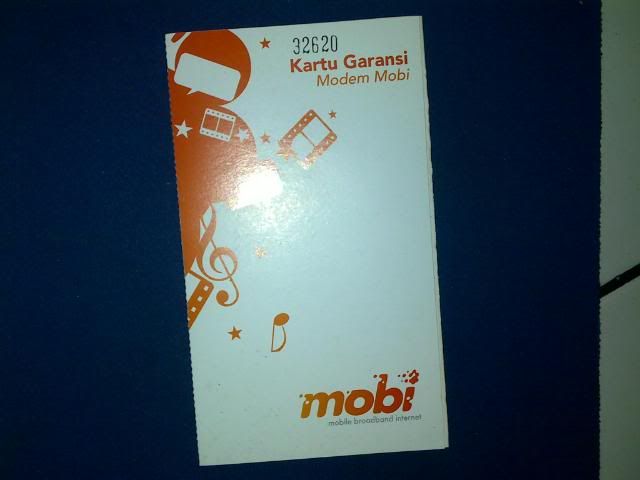 32620
Kartu Garansi
Modem Mobi
mobi
mobile broadband internet